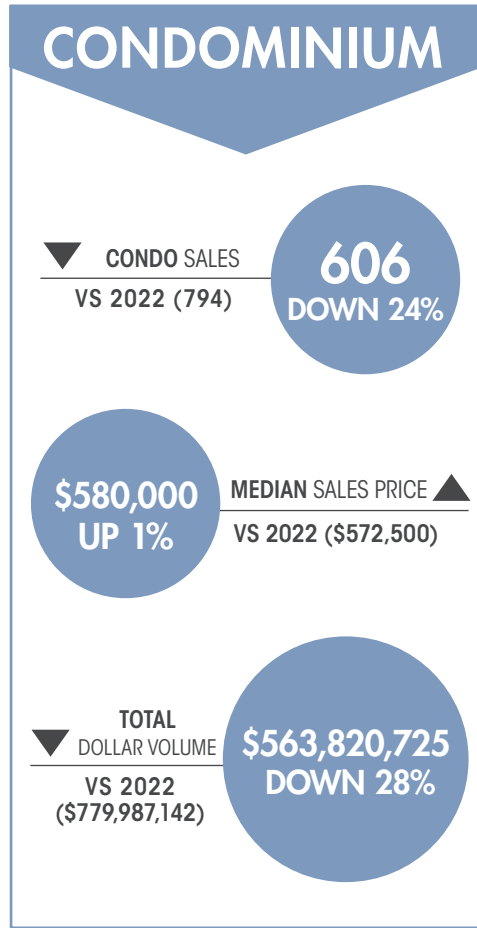 CONDOMINIUM
CONDO SALES
VS 2022 (794)
606
DOWN 24%
$580,000
UP 1%
MEDIAN SALES PRICE
VS 2022 ($572,500)
TOTAL
DOLLAR VOLUME
VS 2022
($779,987,142)
$563,820,725
DOWN 28%